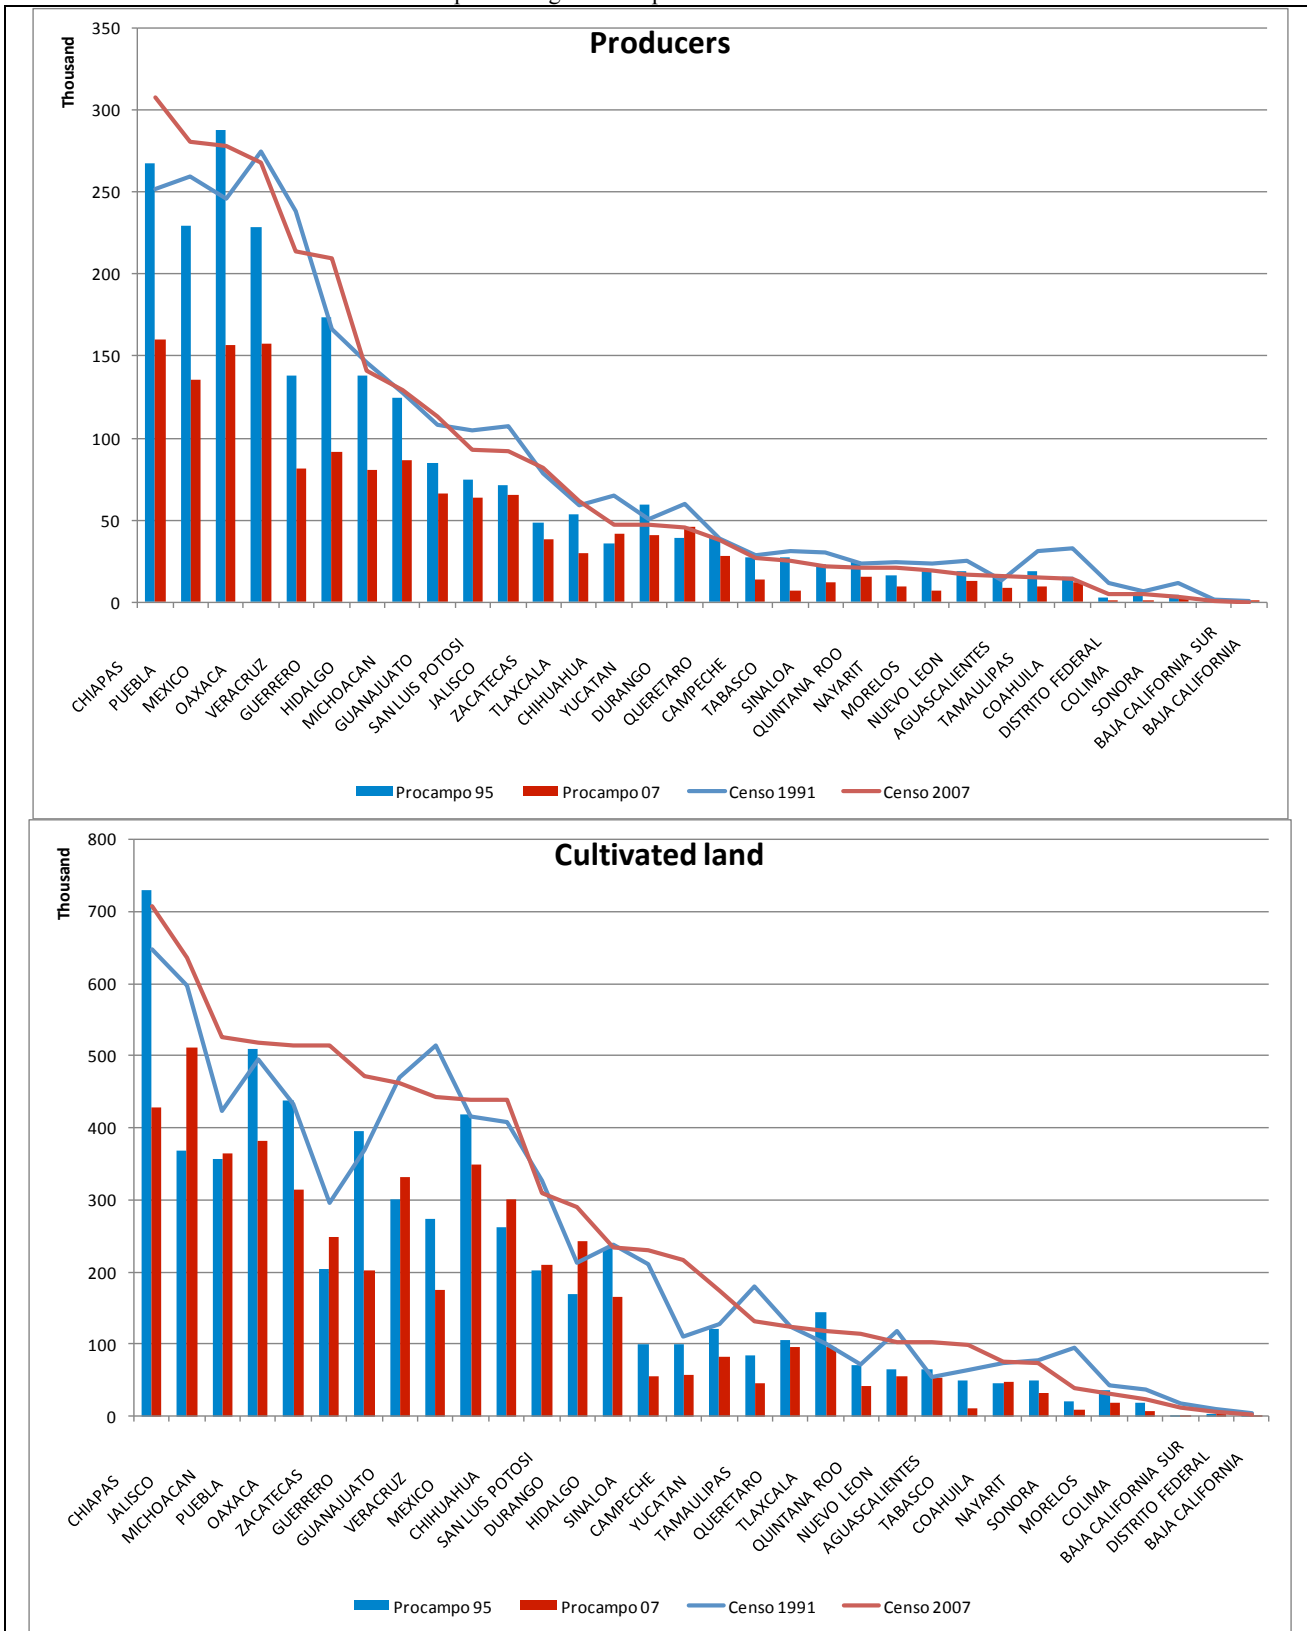 Producers
Thousand
350
300
250
200
150
100
50
0
CHIAPAS
PUEBLA
MEXICO
OAXACA
VERACRUZ
GUERRERO
HIDALGO
MICHOACAN
GUANAJUATO
SAN LUIS POTOSI
JALISCO
ZACATECAS
TLAXCALA
CHIHUAHUA
YUCATAN
DURANGO
QUERETARO
CAMPECHE
TABASCO
SINALOA
QUINTANA ROO
NAYARIT
MORELOS
NUEVO LEON
AGUASCALIENTES
TAMAULIPAS
COAHUILA
DISTRITO FEDERAL
COLIMA
SONORA
BAJA CALIFORNIA SUR
BAJA CALIFORNIA
Procampo 95 Procampo 07 Censo 1991 Censo 2007
Cultivated land
Thousand
800
700
600
500
400
300
200
100
0
CHIAPAS
JALISCO
MICHOACAN
PUEBLA
OAXACA
ZACATECAS
GUERRERO
GUANAJUATO
VERACRUZ
MEXICO
CHIHUAHUA
SAN LUIS POTOSI
DURANGO
HIDALGO
SINALOA
CAMPECHE
YUCATAN
TAMAULIPAS
QUERETARO
TLAXCALA
QUINTANA ROO
NUEVO LEON
AGUASCALIENTES
TABASCO
COAHUILA
NAYARIT
SONORA
MORELOS
COLIMA
BAJA CALIFORNIA SUR
DISTRITO FEDERAL
BAJA CALIFORNIA
Procampo 95 Procampo 07 Censo 1991 Censo 2007